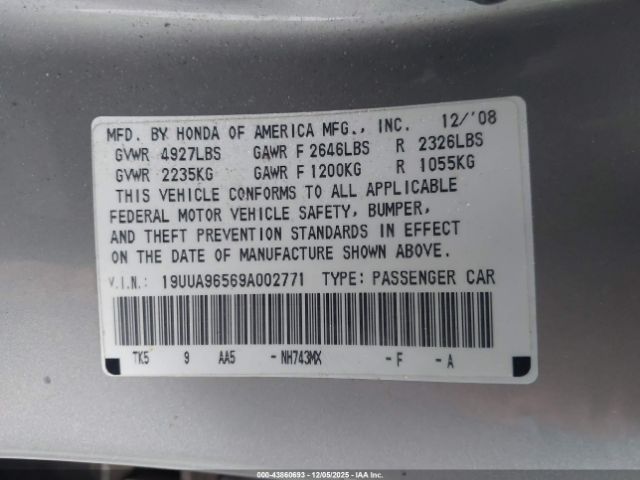 MFD. BY HONDA OF AMERICA MFG., INC. 12/'08
GVWR 4927LBS GAWR F 2646LBS R 2326LBS
GVWR 2235KG GAWR F 1200KG R 1055KG
THIS VEHICLE CONFORMS TO ALL APPLICABLE
FEDERAL MOTOR VEHICLE SAFETY, BUMPER,
AND THEFT PREVENTION STANDARDS IN EFFECT
ON THE DATE OF MANUFACTURE SHOWN ABOVE.
V.I.N.: 19UUA96569A002771 TYPE: PASSENGER CAR
TK5 9 AA5 - NH743MX - F - A
000-43860693 - 12/05/2025 - IAA Inc.